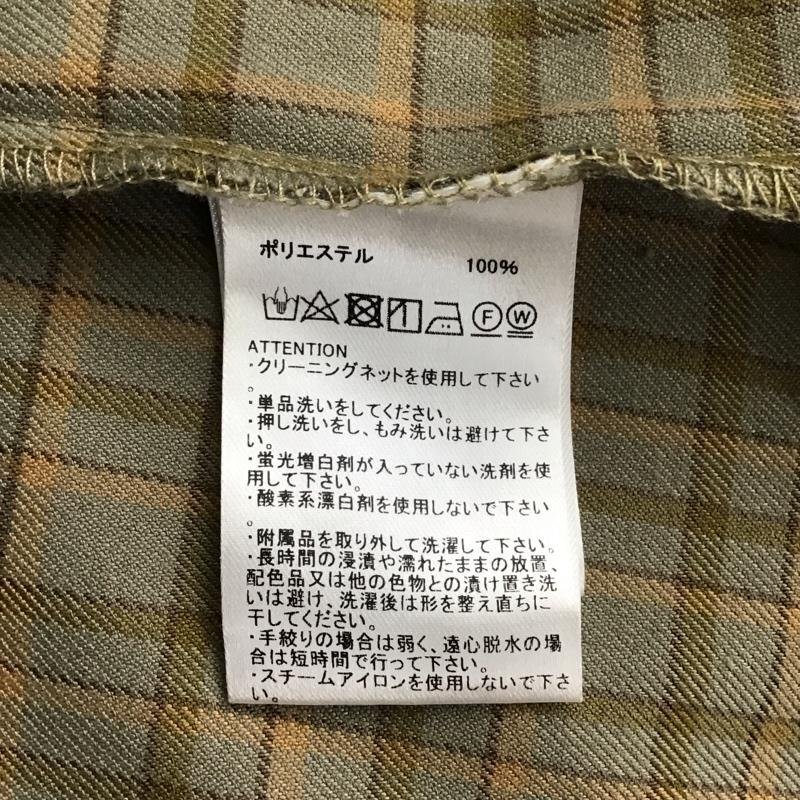 ポリエステル 100%
F W
ATTENTION
・クリーニングネットを使用して下さい
。
・単品洗いをしてください。
・押し洗いをし、もみ洗いは避けて下さ
い。
・蛍光増白剤が入っていない洗剤を使
用して下さい。
・酸素系漂白剤を使用しないで下さい
。
・附属品を取り外して洗濯して下さい。
・長時間の浸漬や濡れたままの放置、
配色品又は他の色物との漬け置き洗
いは避け、洗濯後は形を整え直ちに
干してください。
・手絞りの場合は弱く、遠心脱水の場
合は短時間で行って下さい。
・スチームアイロンを使用しないで下さ
い。